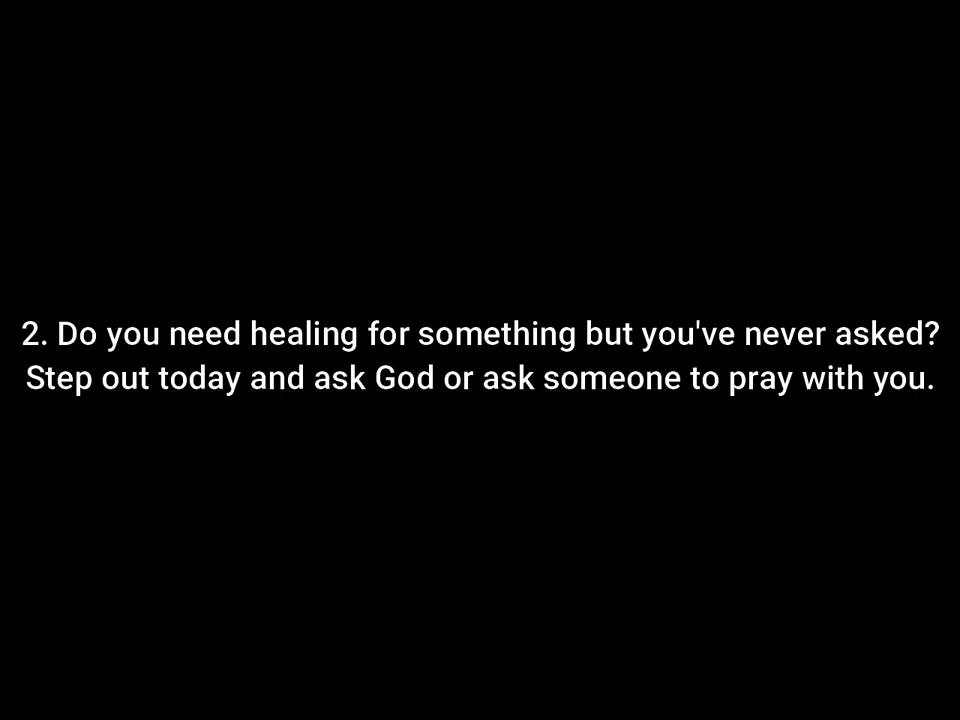 2. Do you need healing for something but you've never asked?
Step out today and ask God or ask someone to pray with you.